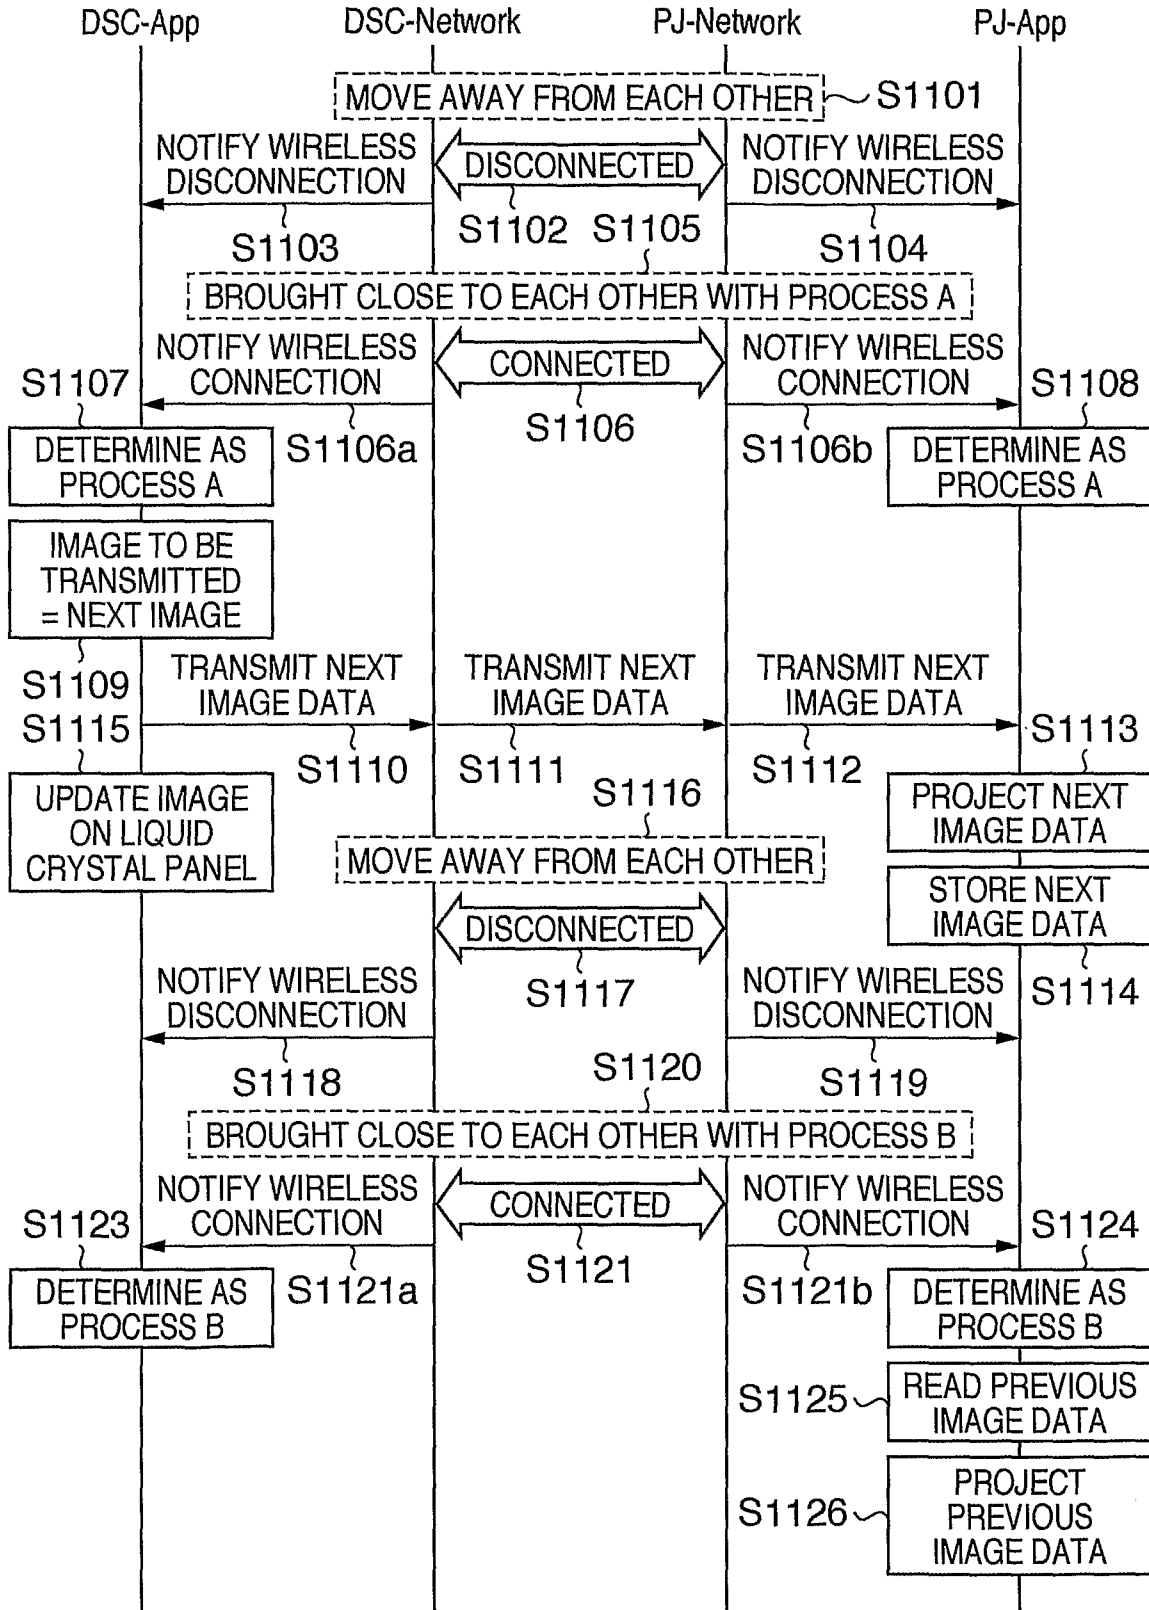 DSC-App
DSC-Network
PJ-Network
PJ-App
MOVE AWAY FROM EACH OTHER
S1101
NOTIFY WIRELESS
DISCONNECTION
DISCONNECTED
NOTIFY WIRELESS
DISCONNECTION
S1103
S1102
S1105
S1104
BROUGHT CLOSE TO EACH OTHER WITH PROCESS A
NOTIFY WIRELESS
CONNECTION
CONNECTED
NOTIFY WIRELESS
CONNECTION
S1107
S1106a
S1106
S1106b
S1108
DETERMINE AS
PROCESS A
DETERMINE AS
PROCESS A
IMAGE TO BE
TRANSMITTED
= NEXT IMAGE
S1109
TRANSMIT NEXT
IMAGE DATA
TRANSMIT NEXT
IMAGE DATA
TRANSMIT NEXT
IMAGE DATA
S1115
S1110
S1111
S1112
S1113
UPDATE IMAGE
ON LIQUID
CRYSTAL PANEL
S1116
PROJECT NEXT
IMAGE DATA
MOVE AWAY FROM EACH OTHER
STORE NEXT
IMAGE DATA
DISCONNECTED
S1114
NOTIFY WIRELESS
DISCONNECTION
S1117
NOTIFY WIRELESS
DISCONNECTION
S1118
S1120
S1119
BROUGHT CLOSE TO EACH OTHER WITH PROCESS B
NOTIFY WIRELESS
CONNECTION
CONNECTED
NOTIFY WIRELESS
CONNECTION
S1123
S1121a
S1121
S1121b
S1124
DETERMINE AS
PROCESS B
DETERMINE AS
PROCESS B
S1125
READ PREVIOUS
IMAGE DATA
S1126
PROJECT
PREVIOUS
IMAGE DATA